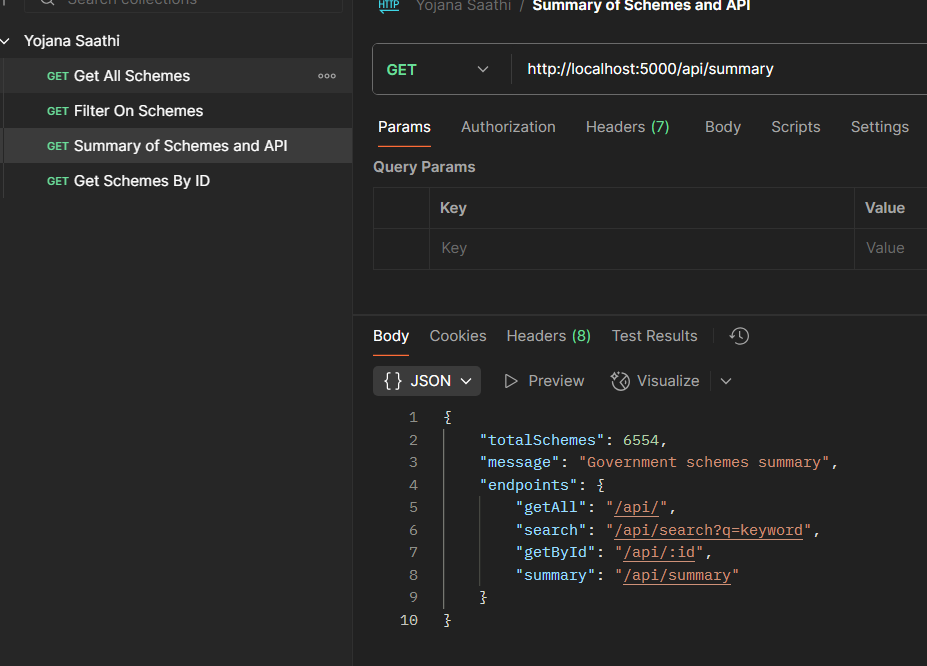 Search collections
Yojana Saathi
GET Get All Schemes
GET Filter On Schemes
GET Summary of Schemes and API
GET Get Schemes By ID
HTTP Yojana Saathi / Summary of Schemes and API
GET http://localhost:5000/api/summary
Params Authorization Headers (7) Body Scripts Settings
Query Params
Key Value
Key Value
Body Cookies Headers (8) Test Results
{} JSON Preview Visualize
1 {
2 "totalSchemes": 6554,
3 "message": "Government schemes summary",
4 "endpoints": {
5 "getAll": "/api/",
6 "search": "/api/search?q=keyword",
7 "getById": "/api/:id",
8 "summary": "/api/summary"
9 }
10 }